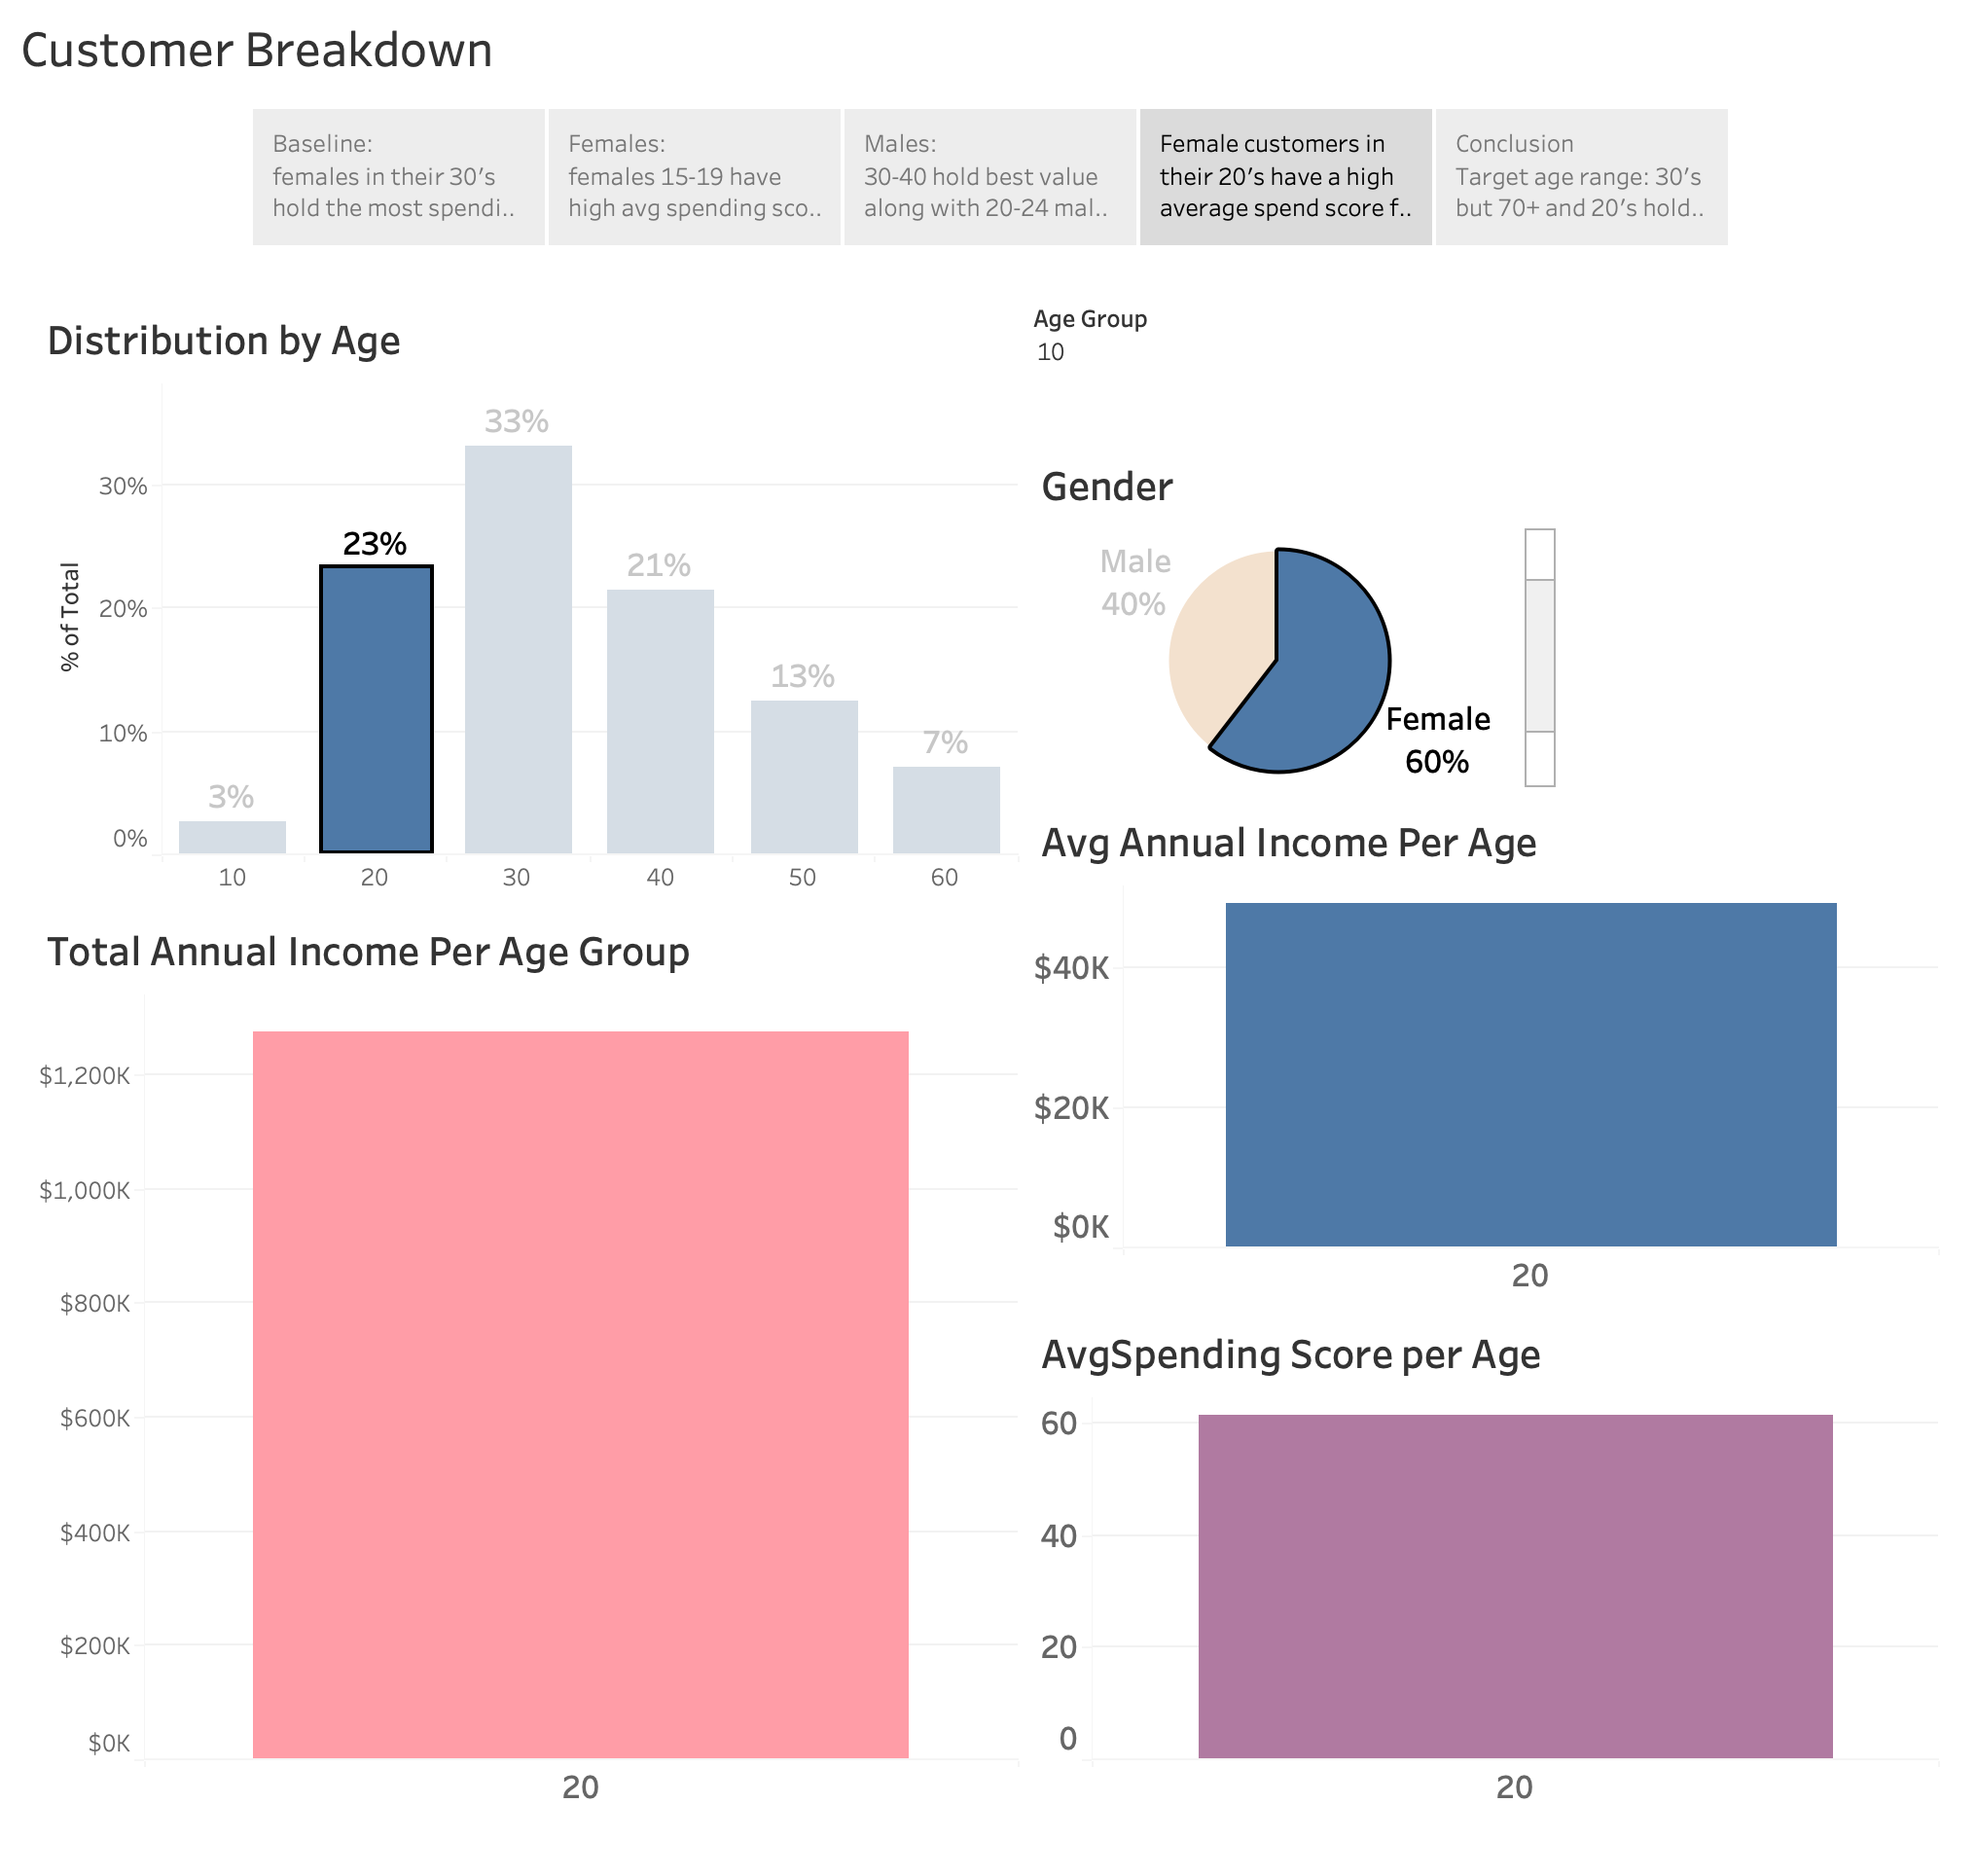 Customer Breakdown
Baseline:
females in their 30's
hold the most spendi..
Females:
females 15-19 have
high avg spending sco..
Males:
30-40 hold best value
along with 20-24 mal..
Female customers in
their 20's have a high
average spend score f..
Conclusion
Target age range: 30's
but 70+ and 20's hold..
Distribution by Age
% of Total
30%
20%
10%
0%
3%
23%
33%
21%
13%
7%
10
20
30
40
50
60
Age Group
10
Gender
Male
40%
Female
60%
Avg Annual Income Per Age
$40K
$20K
$0K
20
Total Annual Income Per Age Group
$1,200K
$1,000K
$800K
$600K
$400K
$200K
$0K
20
AvgSpending Score per Age
60
40
20
0
20